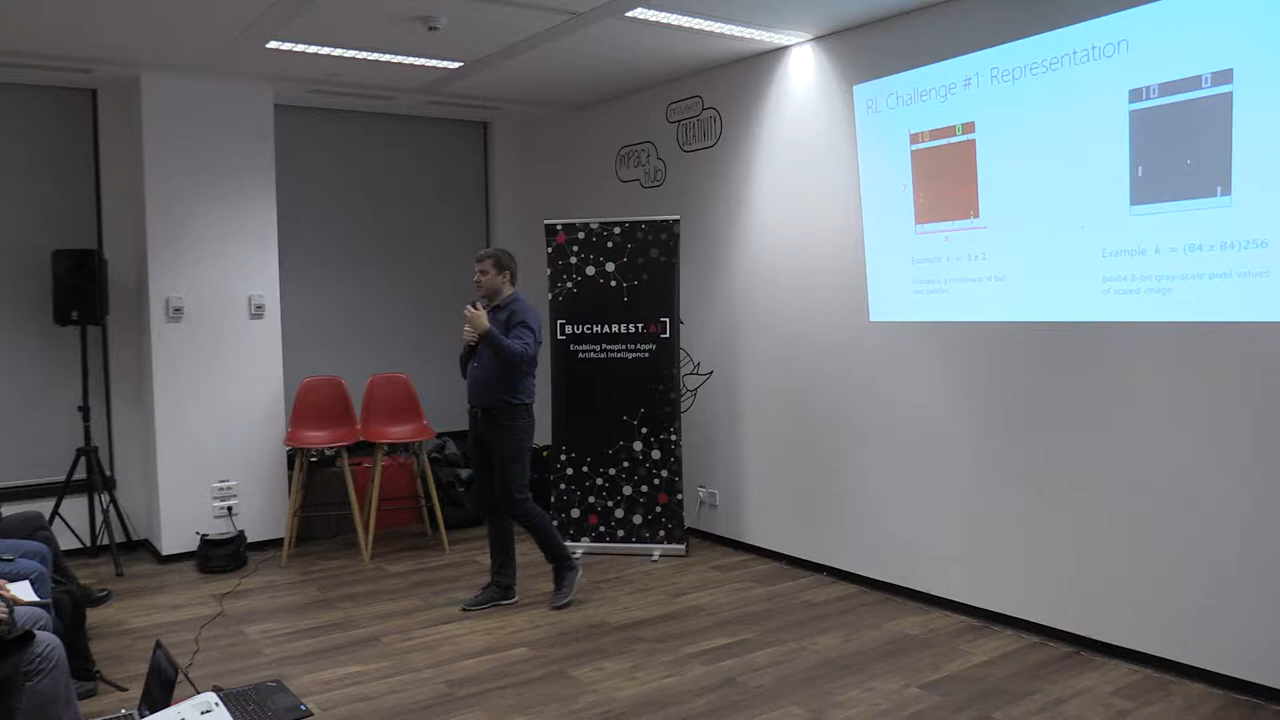 RL Challenge #1: Representation
10 0
10 0
y
x
Example: k = 3 x 2
Example: k = (84 x 84)256
84x84 8-bit gray-scale pixel values
of scaled image
CREATIVITY
impact
HUB
[BUCHAREST.AI]
Enabling People to Apply
Artificial Intelligence